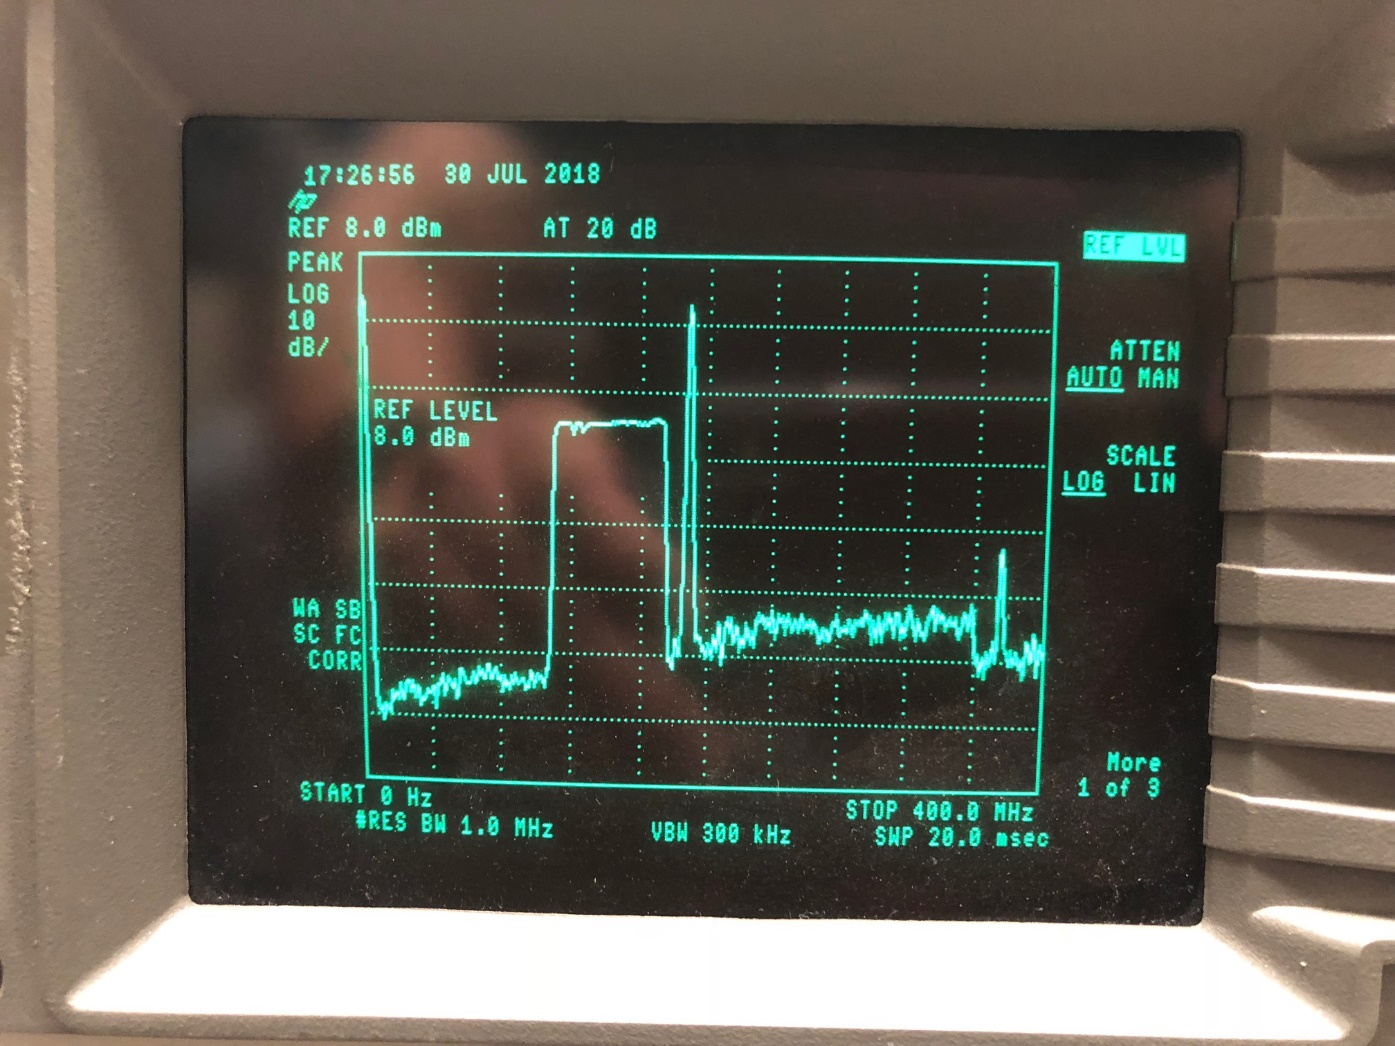 17:26:56 30 JUL 2018
hp
REF 8.0 dBm AT 20 dB
REF LVL
PEAK
LOG
10
dB/
ATTEN
AUTO MAN
REF LEVEL
8.0 dBm
SCALE
LOG LIN
WA SB
SC FC
CORR
More
1 of 3
START 0 Hz STOP 400.0 MHz
#RES BW 1.0 MHz VBW 300 kHz SWP 20.0 msec